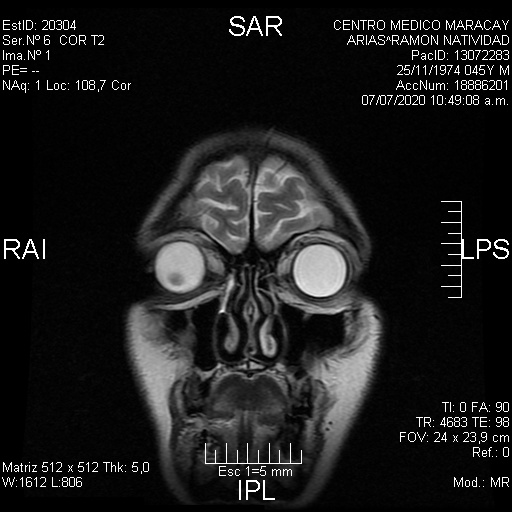 EstID: 20304
Ser.Nº 6 COR T2
Ima.Nº 1
PE= --
NAq: 1 Loc: 108,7 Cor
SAR
CENTRO MEDICO MARACAY
ARIAS^RAMON NATIVIDAD
PacID: 13072283
25/11/1974 045Y M
AccNum: 18886201
07/07/2020 10:49:08 a.m.
RAI
LPS
TI: 0 FA: 90
TR: 4683 TE: 98
FOV: 24 x 23,9 cm
Ref.: 0
Matriz 512 x 512 Thk: 5,0
W:1612 L:806
Esc 1=5 mm
IPL
Mod.: MR